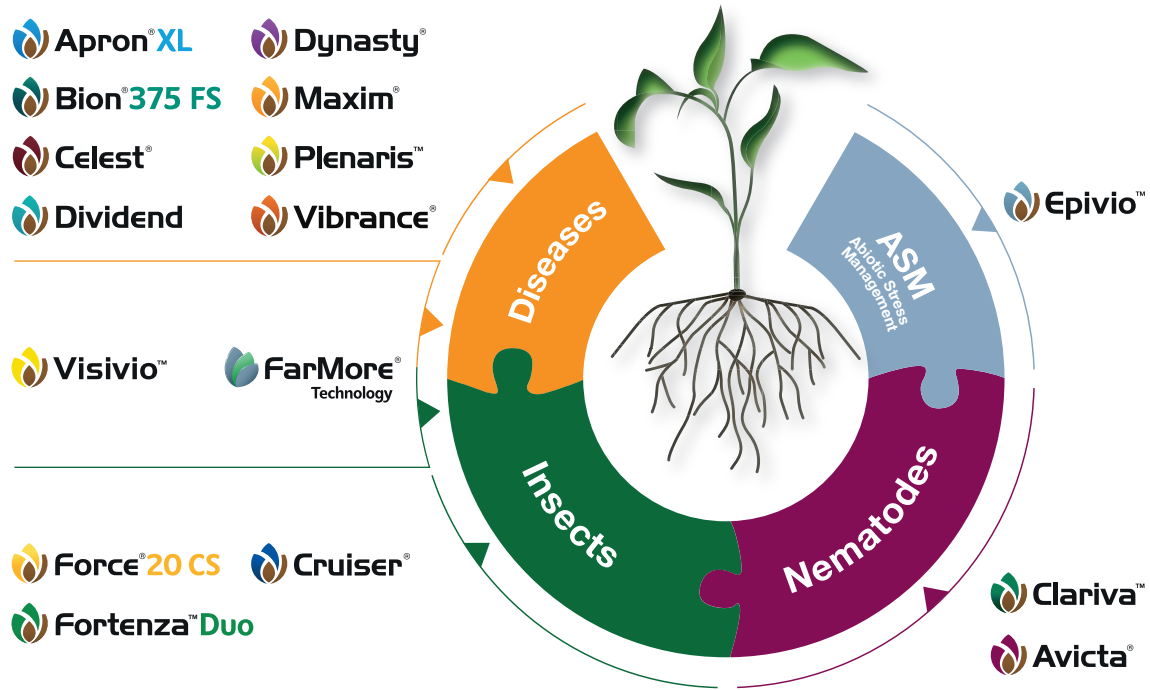 Apron® XL
Dynasty®
Bion® 375 FS
Maxim®
Celest®
Plenaris™
Dividend
Vibrance®
Visivio™
FarMore®
Technology
Force® 20 CS
Cruiser®
Fortenza™ Duo
Diseases
Insects
Nematodes
ASM
Abiotic Stress
Management
Epivio™
Clariva™
Avicta®